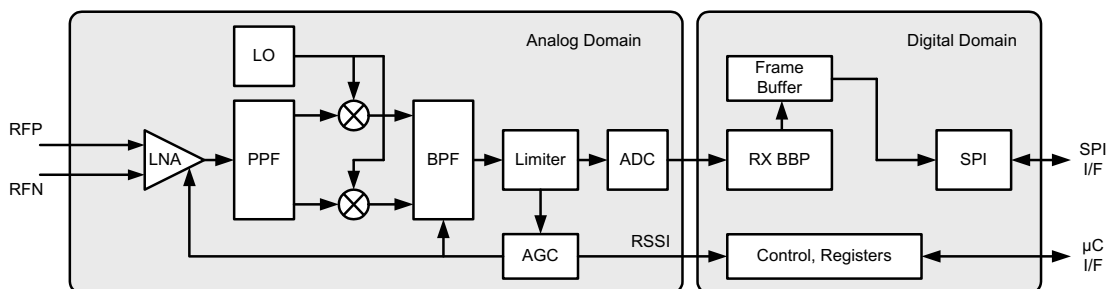 Analog Domain
Digital Domain
LO
Frame
Buffer
RFP
RFN
LNA
PPF
BPF
Limiter
ADC
RX BBP
SPI
SPI
I/F
AGC
RSSI
Control, Registers
µC
I/F